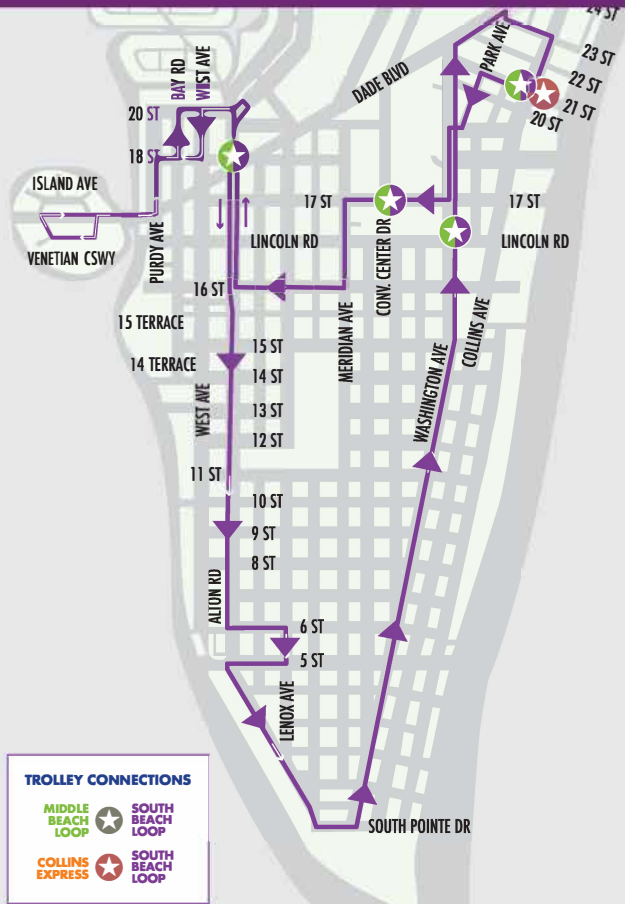 24 ST
23 ST
22 ST
21 ST
20 ST
PARK AVE
DADE BLVD
BAY RD
WEST AVE
20 ST
18 ST
ISLAND AVE
VENETIAN CSWY
PURDY AVE
17 ST
17 ST
LINCOLN RD
LINCOLN RD
CONV. CENTER DR
MERIDIAN AVE
16 ST
15 TERRACE
14 TERRACE
15 ST
14 ST
13 ST
12 ST
WEST AVE
WASHINGTON AVE
COLLINS AVE
11 ST
10 ST
9 ST
8 ST
ALTON RD
6 ST
5 ST
LENOX AVE
SOUTH POINTE DR
TROLLEY CONNECTIONS
MIDDLE
BEACH
LOOP
SOUTH
BEACH
LOOP
COLLINS
EXPRESS
SOUTH
BEACH
LOOP